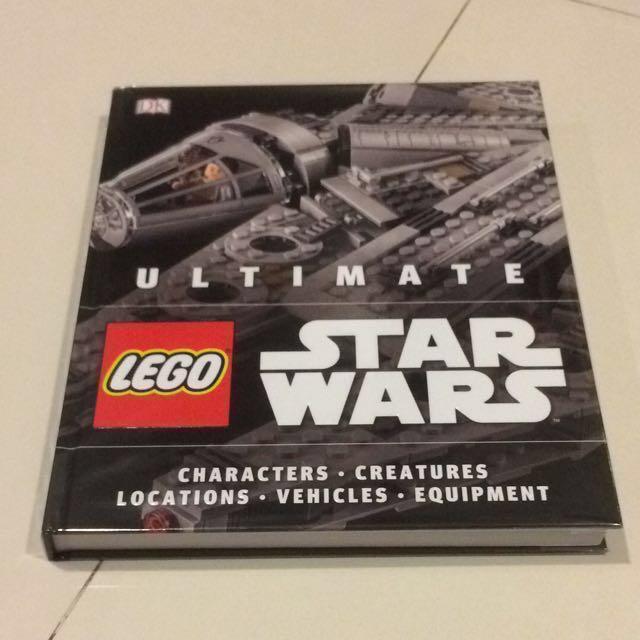 DK
ULTIMATE
LEGO
STAR
WARS
CHARACTERS · CREATURES
LOCATIONS · VEHICLES · EQUIPMENT